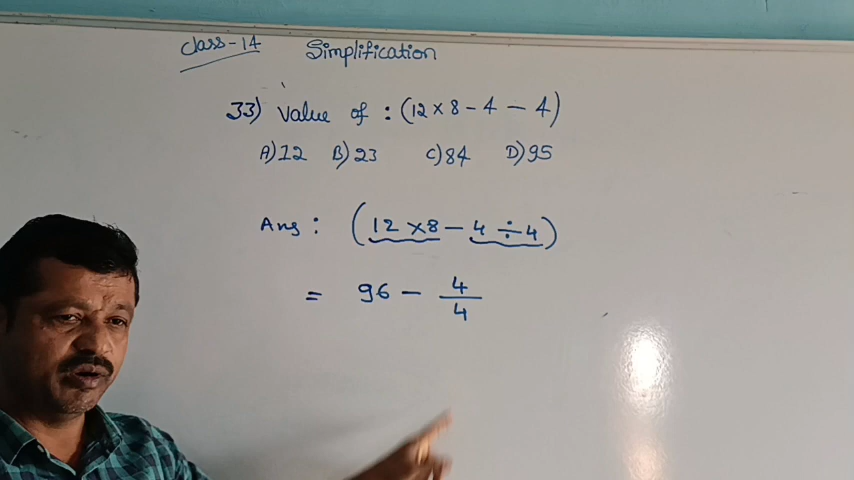 Class-14 Simplification
33) Value of : (12 × 8 - 4 - 4)
A) 12 B) 23 C) 84 D) 95
Ans : (12 × 8 - 4 ÷ 4)
= 96 - 4/4